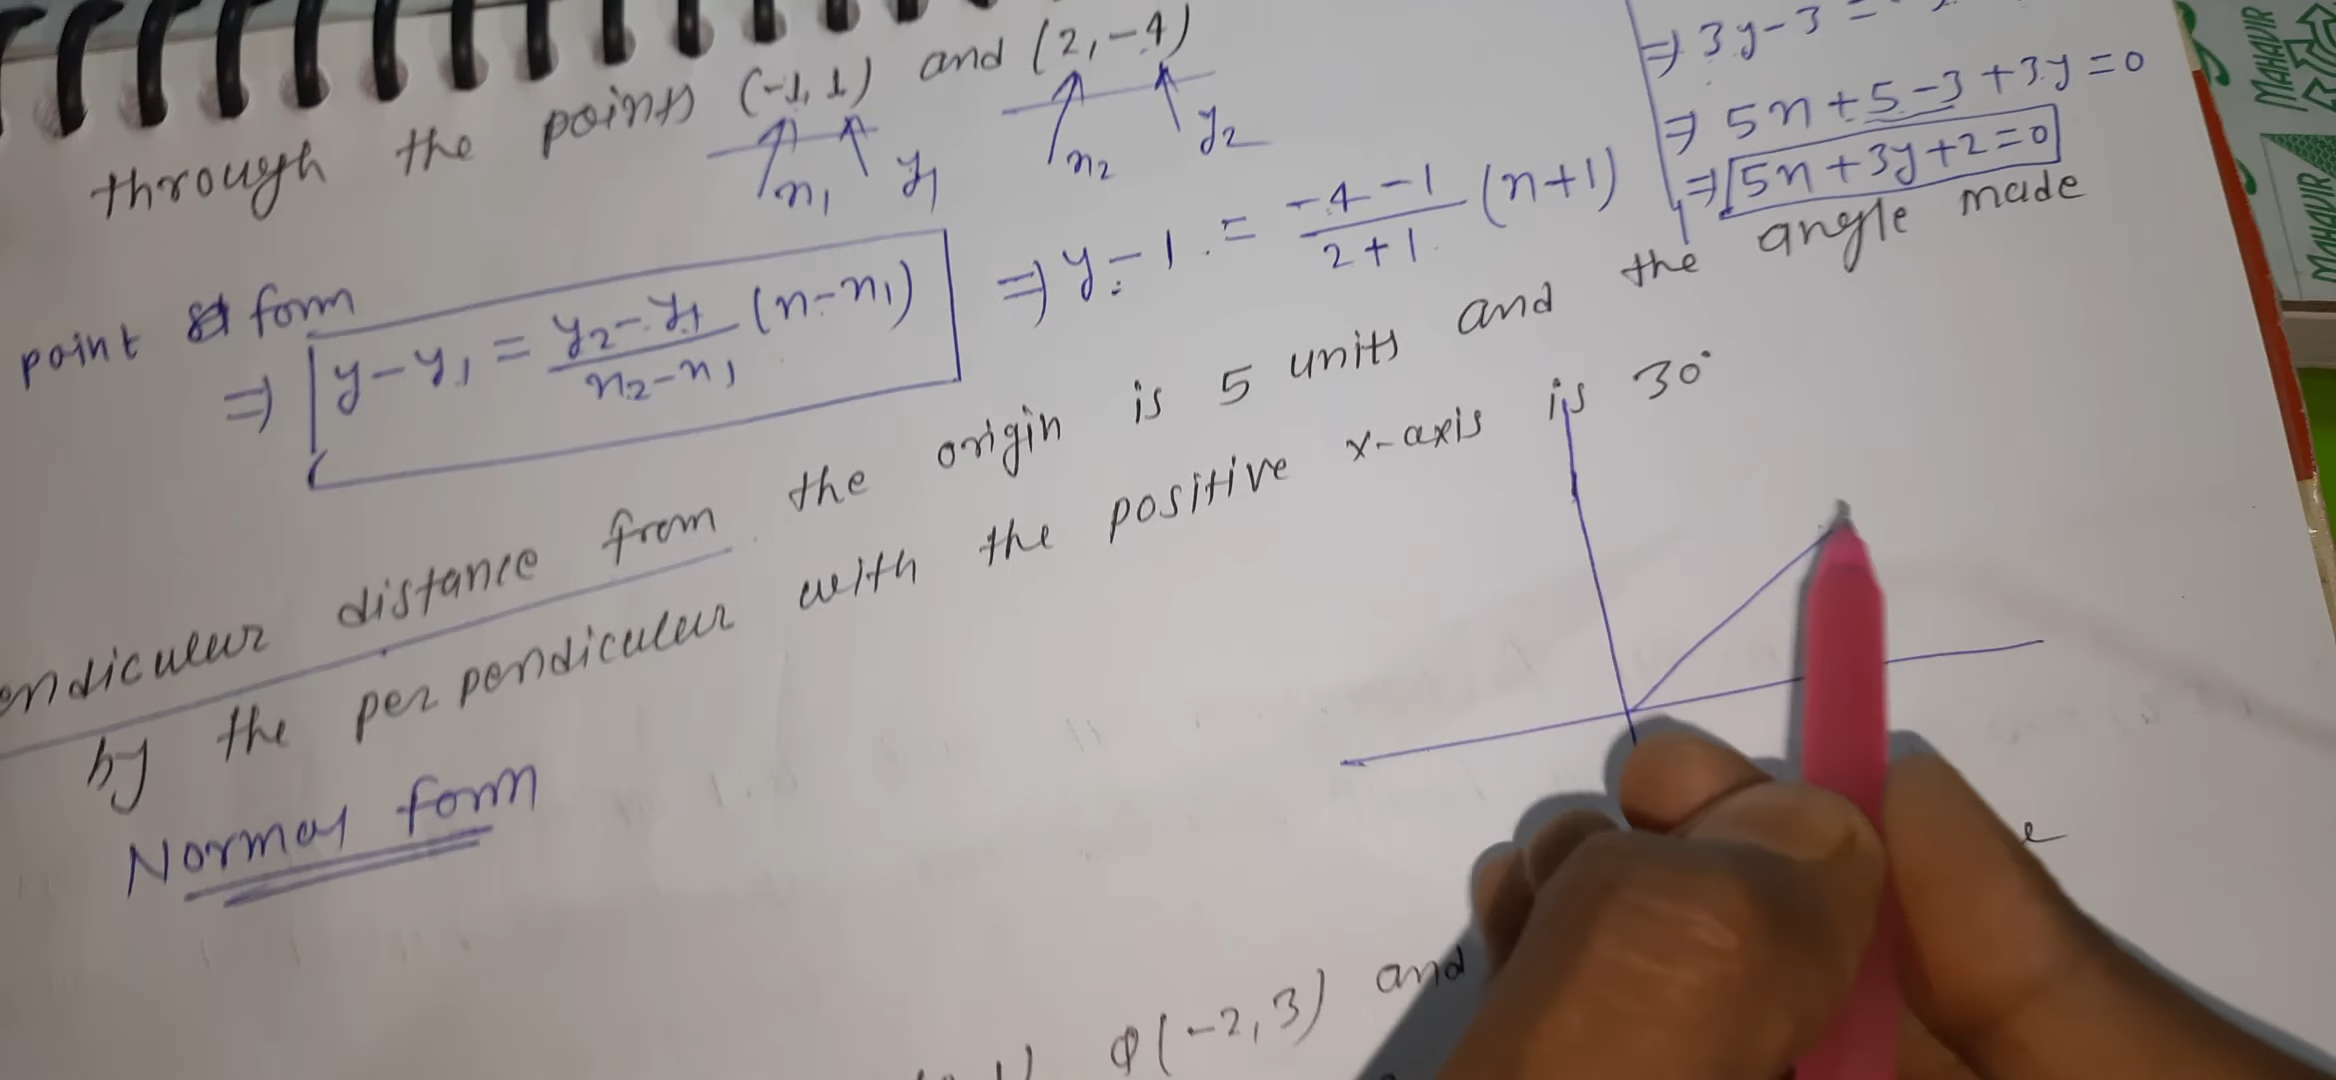 through the points (-1, 1) and (2, -4)
x₁ y₁ x₂ y₂
point form
⇒ y - y₁ = y₂ - y₁ / x₂ - x₁ (x - x₁) ⇒ y - 1 = -4 - 1 / 2 + 1 (x + 1)
⇒ 3y - 3 =
⇒ 5x + 5 - 3 + 3y = 0
⇒ 5x + 3y + 2 = 0
endicular distance from the origin is 5 units and the angle made
by the perpendicular with the positive x-axis is 30°
Normal form
Q(-2, 3) and
MAHAVIR
MAHAVIR